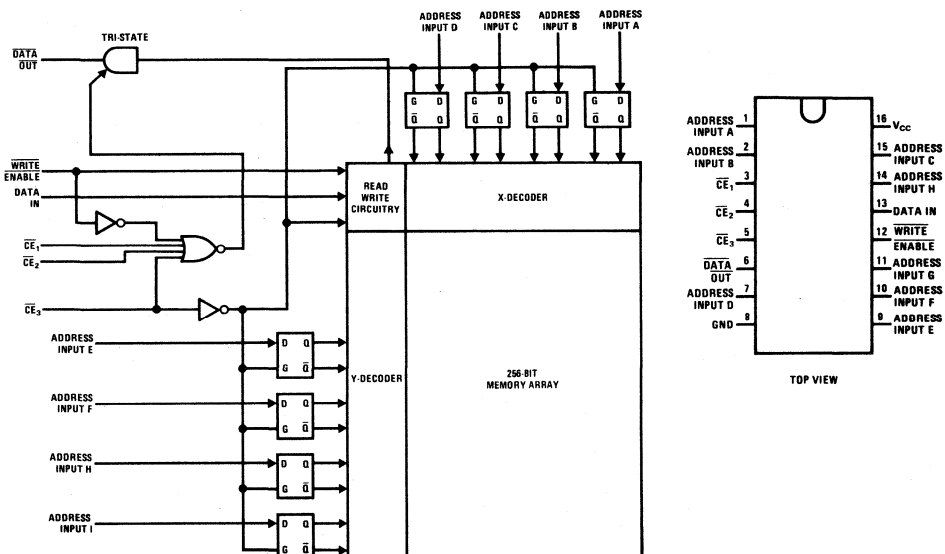 ADDRESS
INPUT D
ADDRESS
INPUT C
ADDRESS
INPUT B
ADDRESS
INPUT A
TRI-STATE
DATA
OUT
G D
Q̅ Q
G D
Q̅ Q
G D
Q̅ Q
G D
Q̅ Q
WRITE
ENABLE
DATA
IN
READ
WRITE
CIRCUITRY
X-DECODER
CE₁
CE₂
CE₃
ADDRESS
INPUT E
D Q
G Q̅
Y-DECODER
256-BIT
MEMORY ARRAY
ADDRESS
INPUT F
D Q
G Q̅
ADDRESS
INPUT H
D Q
G Q̅
ADDRESS
INPUT I
D Q
G Q̅
ADDRESS
INPUT A
1
ADDRESS
INPUT B
2
CE₁
3
CE₂
4
CE₃
5
DATA
OUT
6
ADDRESS
INPUT D
7
GND
8
16
VCC
15
ADDRESS
INPUT C
14
ADDRESS
INPUT H
13
DATA IN
12
WRITE
ENABLE
11
ADDRESS
INPUT G
10
ADDRESS
INPUT F
9
ADDRESS
INPUT E
TOP VIEW